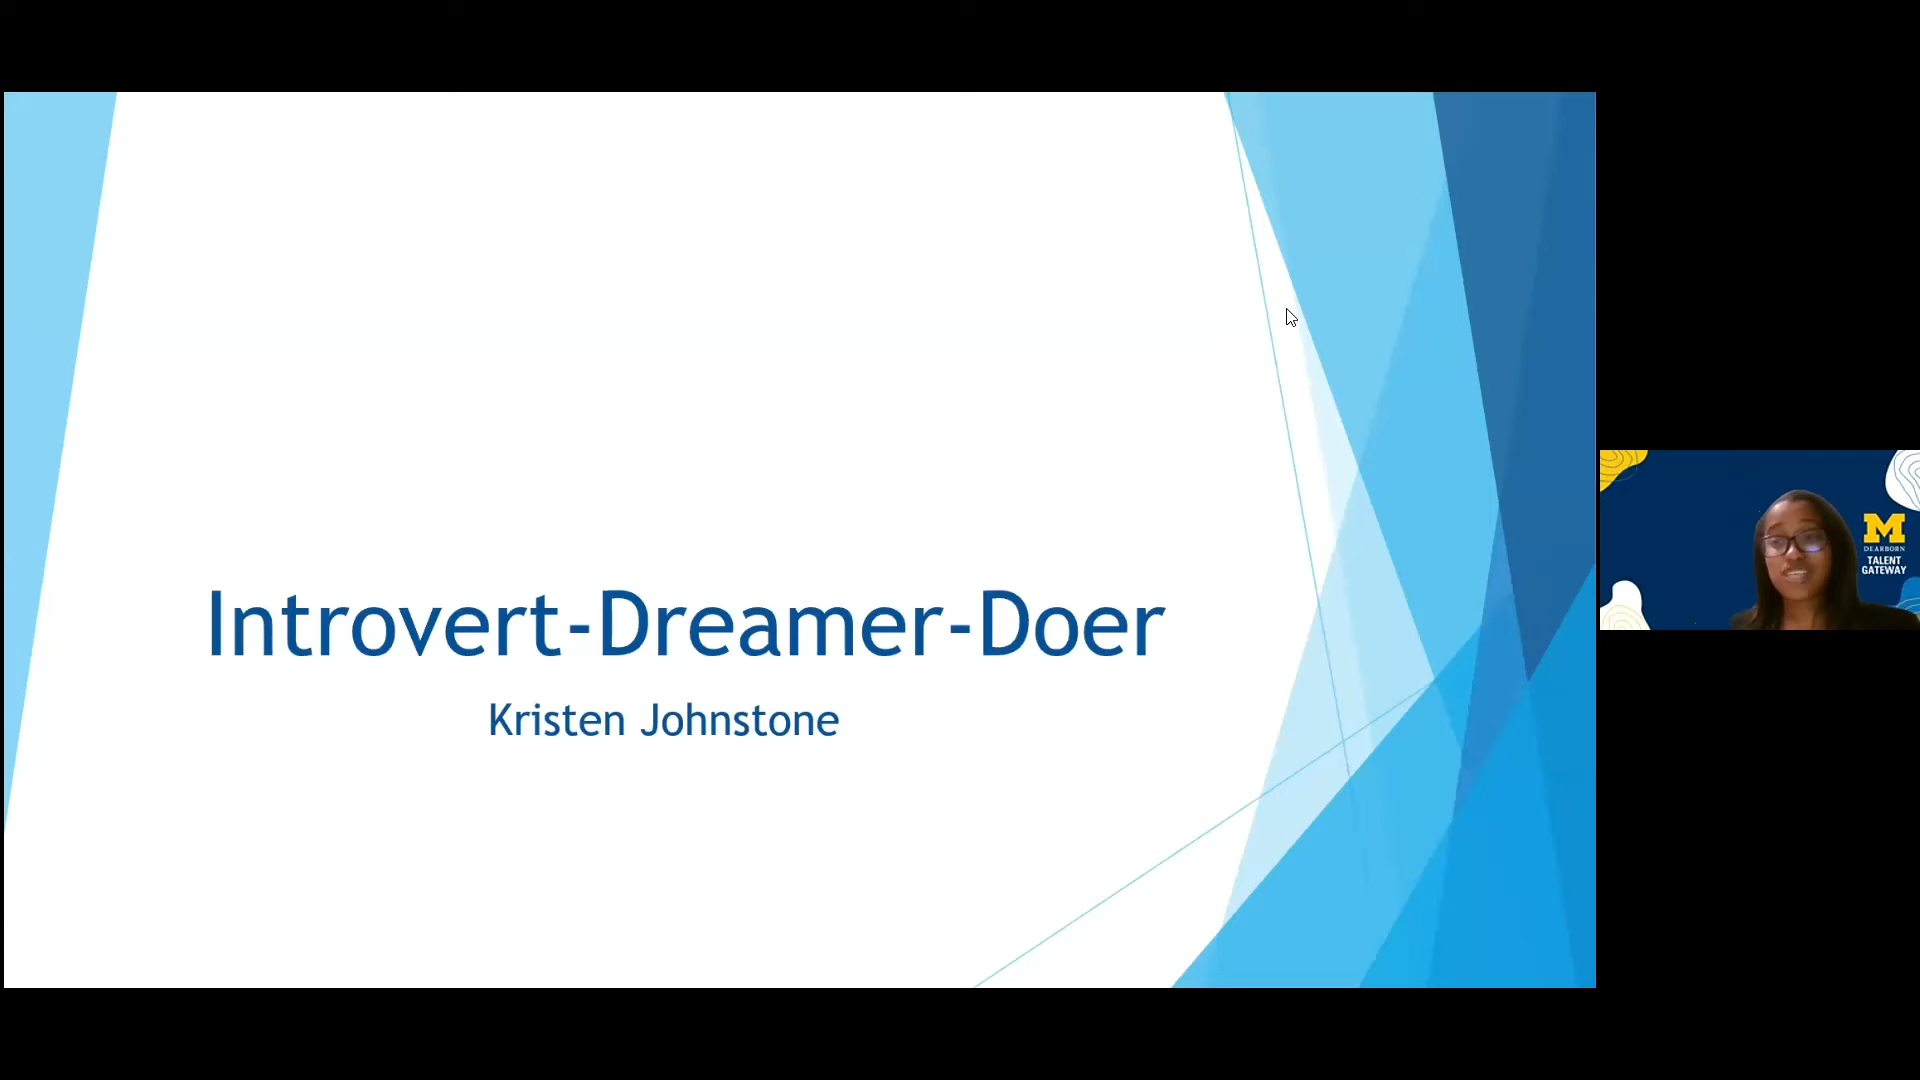 Introvert-Dreamer-Doer
Kristen Johnstone
M
DEARBORN
TALENT
GATEWAY